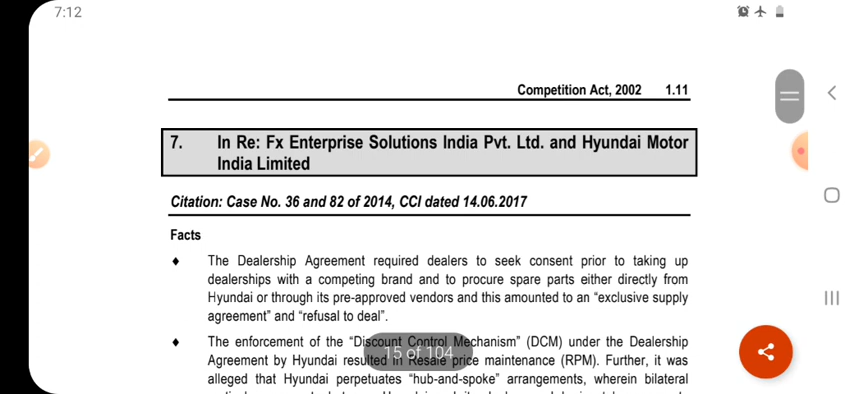 7:12
Competition Act, 2002 1.11
7. In Re: Fx Enterprise Solutions India Pvt. Ltd. and Hyundai Motor
India Limited
Citation: Case No. 36 and 82 of 2014, CCI dated 14.06.2017
Facts
♦ The Dealership Agreement required dealers to seek consent prior to taking up
dealerships with a competing brand and to procure spare parts either directly from
Hyundai or through its pre-approved vendors and this amounted to an “exclusive supply
agreement” and “refusal to deal”.
♦ The enforcement of the “Discount Control Mechanism” (DCM) under the Dealership
15 of 104
Agreement by Hyundai resulted in Resale price maintenance (RPM). Further, it was
alleged that Hyundai perpetuates “hub-and-spoke” arrangements, wherein bilateral